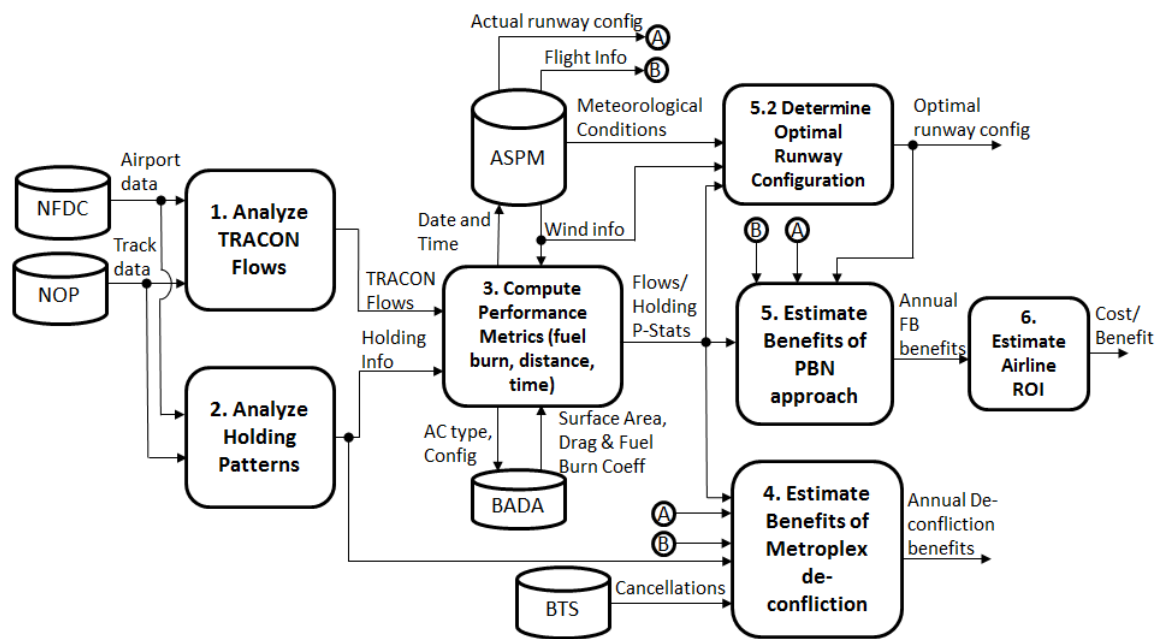 Actual runway config
A
Flight Info
B
ASPM
Meteorological
Conditions
5.2 Determine
Optimal
Runway
Configuration
Optimal
runway config
Airport
data
NFDC
1. Analyze
TRACON
Flows
Track
data
NOP
Date and
Time
Wind info
B
A
TRACON
Flows
Holding
Info
3. Compute
Performance
Metrics (fuel
burn, distance,
time)
Flows/
Holding
P-Stats
5. Estimate
Benefits of
PBN
approach
Annual
FB
benefits
6.
Estimate
Airline
ROI
Cost/
Benefit
2. Analyze
Holding
Patterns
AC type,
Config
Surface Area,
Drag & Fuel
Burn Coeff
BADA
A
B
4. Estimate
Benefits of
Metroplex
de-
confliction
Annual De-
confliction
benefits
BTS
Cancellations